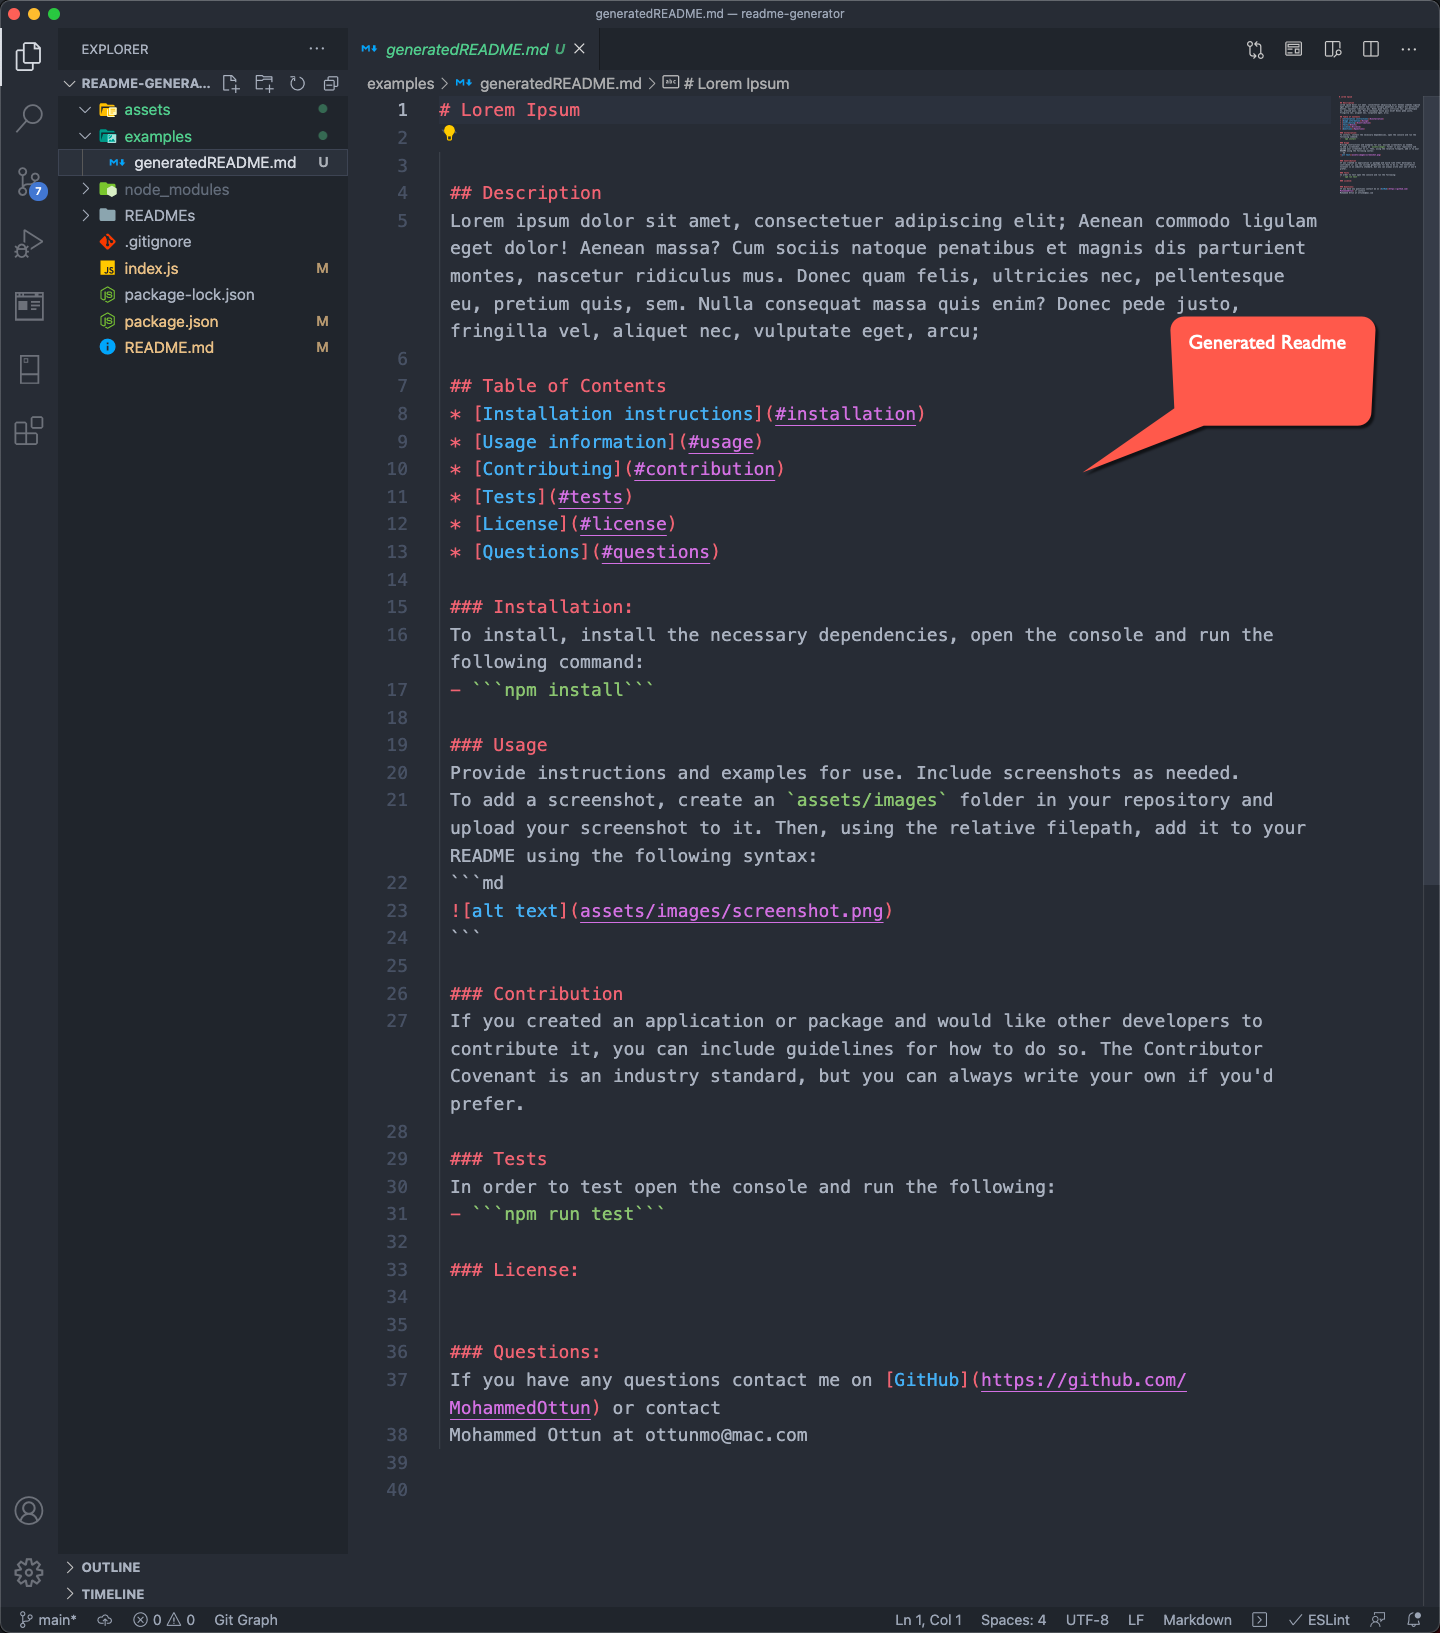 generatedREADME.md — readme-generator
EXPLORER
README-GENERA...
assets
examples
generatedREADME.md U
node_modules
READMEs
.gitignore
index.js M
package-lock.json
package.json M
README.md M
7
OUTLINE
TIMELINE
generatedREADME.md U
examples > generatedREADME.md > # Lorem Ipsum
1 # Lorem Ipsum
2
3
4 ## Description
5 Lorem ipsum dolor sit amet, consectetuer adipiscing elit; Aenean commodo ligulam
eget dolor! Aenean massa? Cum sociis natoque penatibus et magnis dis parturient
montes, nascetur ridiculus mus. Donec quam felis, ultricies nec, pellentesque
eu, pretium quis, sem. Nulla consequat massa quis enim? Donec pede justo,
fringilla vel, aliquet nec, vulputate eget, arcu;
6
7 ## Table of Contents
8 * [Installation instructions](#installation)
9 * [Usage information](#usage)
10 * [Contributing](#contribution)
11 * [Tests](#tests)
12 * [License](#license)
13 * [Questions](#questions)
14
15 ### Installation:
16 To install, install the necessary dependencies, open the console and run the
following command:
17 - ```npm install```
18
19 ### Usage
20 Provide instructions and examples for use. Include screenshots as needed.
21 To add a screenshot, create an `assets/images` folder in your repository and
upload your screenshot to it. Then, using the relative filepath, add it to your
README using the following syntax:
22 ```md
23 ![alt text](assets/images/screenshot.png)
24 ```
25
26 ### Contribution
27 If you created an application or package and would like other developers to
contribute it, you can include guidelines for how to do so. The Contributor
Covenant is an industry standard, but you can always write your own if you'd
prefer.
28
29 ### Tests
30 In order to test open the console and run the following:
31 - ```npm run test```
32
33 ### License:
34
35
36 ### Questions:
37 If you have any questions contact me on [GitHub](https://github.com/
MohammedOttun) or contact
38 Mohammed Ottun at ottunmo@mac.com
39
40
Generated Readme
main* 0 0 Git Graph Ln 1, Col 1 Spaces: 4 UTF-8 LF Markdown ESLint